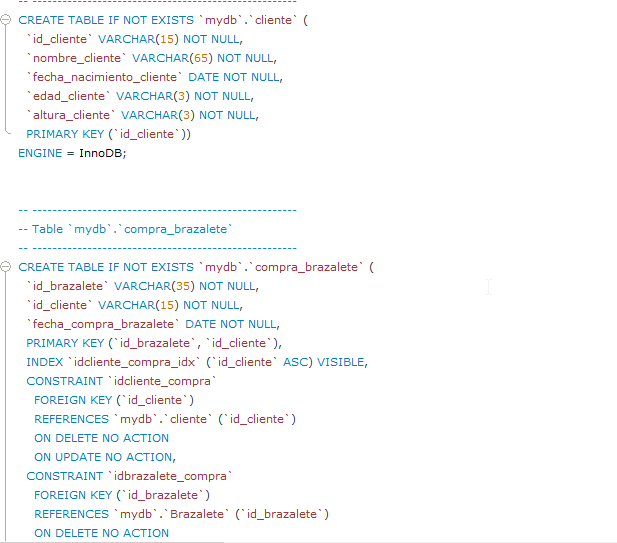 -- -----------------------------------------------------
CREATE TABLE IF NOT EXISTS `mydb`.`cliente` (
`id_cliente` VARCHAR(15) NOT NULL,
`nombre_cliente` VARCHAR(65) NOT NULL,
`fecha_nacimiento_cliente` DATE NOT NULL,
`edad_cliente` VARCHAR(3) NOT NULL,
`altura_cliente` VARCHAR(3) NOT NULL,
PRIMARY KEY (`id_cliente`))
ENGINE = InnoDB;
-- -----------------------------------------------------
-- Table `mydb`.`compra_brazalete`
-- -----------------------------------------------------
CREATE TABLE IF NOT EXISTS `mydb`.`compra_brazalete` (
`id_brazalete` VARCHAR(35) NOT NULL,
`id_cliente` VARCHAR(15) NOT NULL,
`fecha_compra_brazalete` DATE NOT NULL,
PRIMARY KEY (`id_brazalete`, `id_cliente`),
INDEX `idcliente_compra_idx` (`id_cliente` ASC) VISIBLE,
CONSTRAINT `idcliente_compra`
FOREIGN KEY (`id_cliente`)
REFERENCES `mydb`.`cliente` (`id_cliente`)
ON DELETE NO ACTION
ON UPDATE NO ACTION,
CONSTRAINT `idbrazalete_compra`
FOREIGN KEY (`id_brazalete`)
REFERENCES `mydb`.`Brazalete` (`id_brazalete`)
ON DELETE NO ACTION